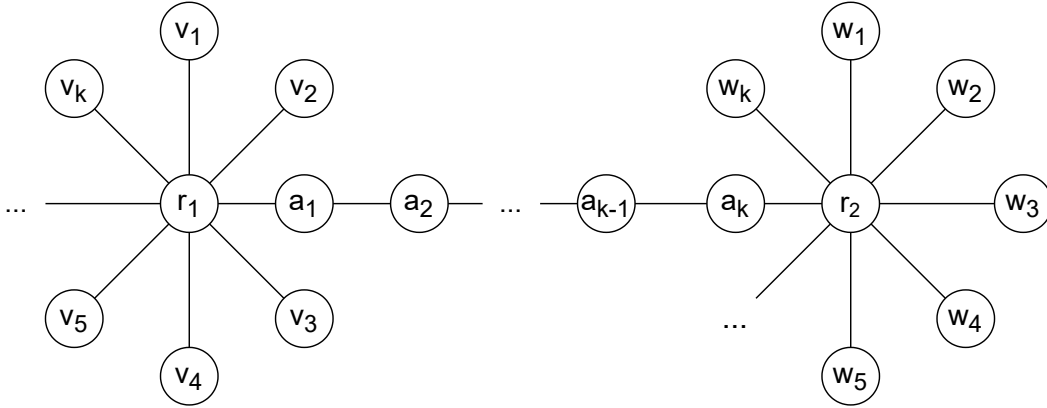 v1 w1
vk v2 wk w2
... r1 a1 a2 ... ak-1 ak r2 w3
v5 v3 ... w4
v4 w5